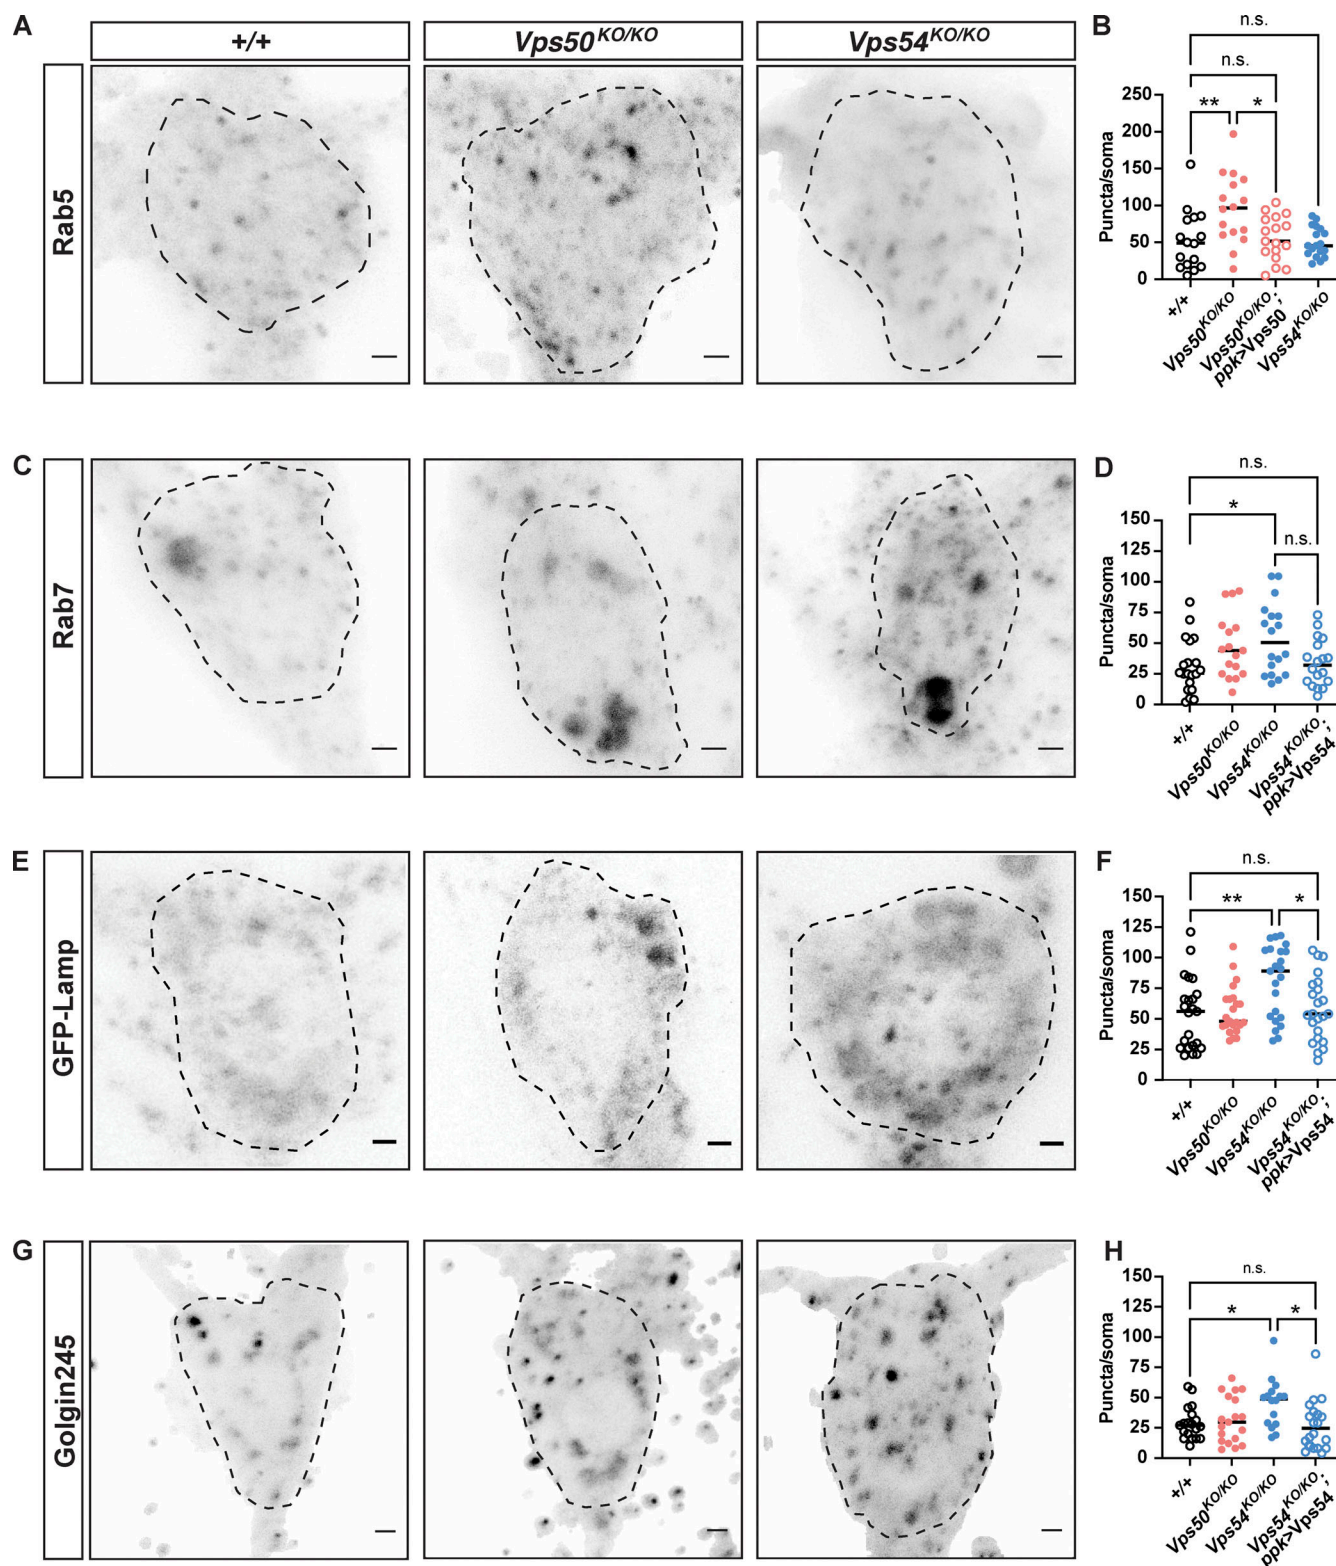 A
+/+
Vps50KO/KO
Vps54KO/KO
Rab5
B
n.s.
n.s.
** *
250
200
150
100
50
0
Puncta/soma
+/+
Vps50KO/KO
Vps50KO/KO;
ppk>Vps50
Vps54KO/KO
C
Rab7
D
n.s.
*
n.s.
150
125
100
75
50
25
0
Puncta/soma
+/+
Vps50KO/KO
Vps54KO/KO
Vps54KO/KO;
ppk>Vps54
E
GFP-Lamp
F
n.s.
** *
150
125
100
75
50
25
0
Puncta/soma
+/+
Vps50KO/KO
Vps54KO/KO
Vps54KO/KO;
ppk>Vps54
G
Golgin245
H
n.s.
* *
150
125
100
75
50
25
0
Puncta/soma
+/+
Vps50KO/KO
Vps54KO/KO
Vps54KO/KO;
ppk>Vps54